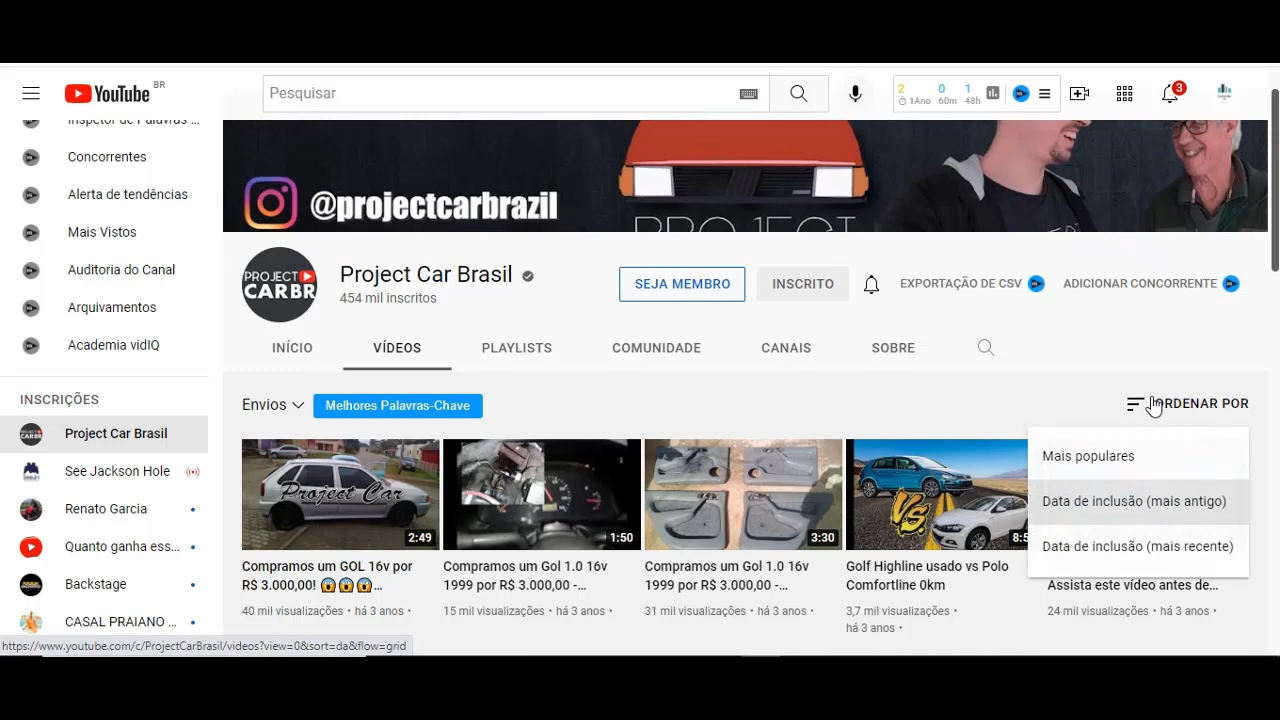 YouTube BR
Pesquisar
2 0 1
1Ano 60m 48h
3
Inspetor de Palavras ...
Concorrentes
Alerta de tendências
Mais Vistos
Auditoria do Canal
Arquivamentos
Academia vidIQ
INSCRIÇÕES
Project Car Brasil
See Jackson Hole
Renato Garcia
Quanto ganha ess...
Backstage
CASAL PRAIANO ...
@projectcarbrazil
PROJECT
PROJECT
CARBR
Project Car Brasil
454 mil inscritos
SEJA MEMBRO
INSCRITO
EXPORTAÇÃO DE CSV
ADICIONAR CONCORRENTE
INÍCIO
VÍDEOS
PLAYLISTS
COMUNIDADE
CANAIS
SOBRE
Envios
Melhores Palavras-Chave
ORDENAR POR
Mais populares
Data de inclusão (mais antigo)
Data de inclusão (mais recente)
Project Car
2:49
Compramos um GOL 16v por
R$ 3.000,00! 😱😱😱...
40 mil visualizações • há 3 anos •
1:50
Compramos um Gol 1.0 16v
1999 por R$ 3.000,00 -...
15 mil visualizações • há 3 anos •
3:30
Compramos um Gol 1.0 16v
1999 por R$ 3.000,00 -...
31 mil visualizações • há 3 anos •
VS
8:5
Golf Highline usado vs Polo
Comfortline 0km
3,7 mil visualizações •
há 3 anos •
Assista este vídeo antes de...
24 mil visualizações • há 3 anos •
https://www.youtube.com/c/ProjectCarBrasil/videos?view=0&sort=da&flow=grid